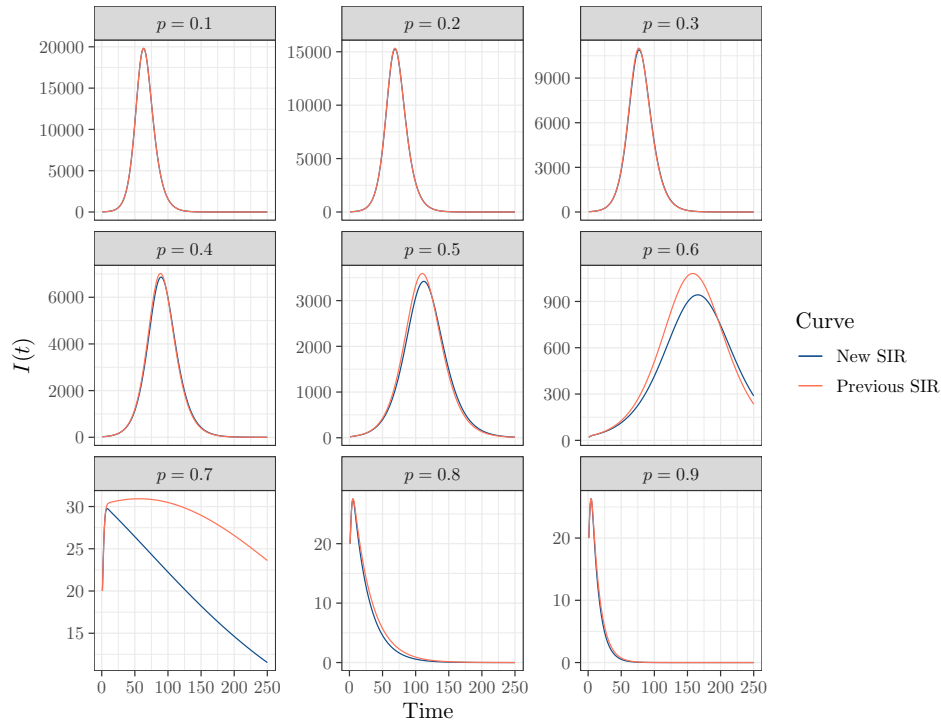 p = 0.1
p = 0.2
p = 0.3
20000
15000
10000
5000
0
15000
10000
5000
0
9000
6000
3000
0
p = 0.4
p = 0.5
p = 0.6
6000
4000
2000
0
3000
2000
1000
0
900
600
300
0
I(t)
Curve
New SIR
Previous SIR
p = 0.7
p = 0.8
p = 0.9
30
25
20
15
20
10
0
20
10
0
0 50 100 150 200 250
0 50 100 150 200 250
0 50 100 150 200 250
Time